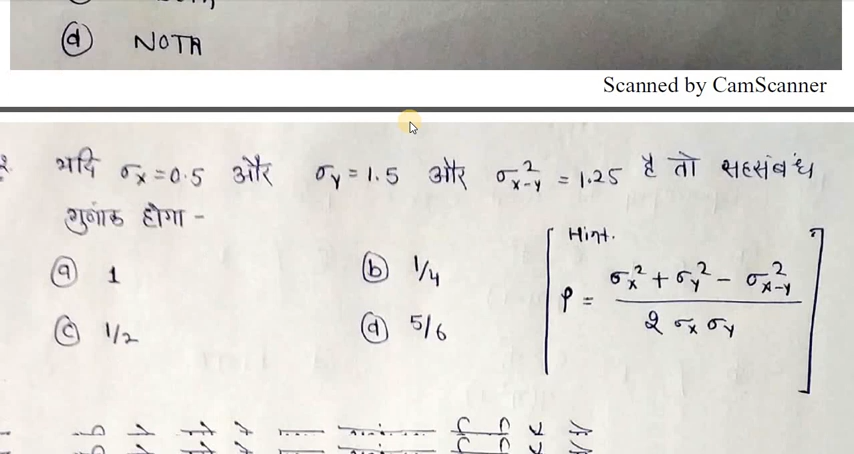 ⓓ NOTA
Scanned by CamScanner
2. यदि σx = 0.5 और σy = 1.5 और σ²x-y = 1.25 है तो सहसंबंध
गुणांक होगा -
ⓐ 1 ⓑ 1/4
ⓒ 1/2 ⓓ 5/6
Hint.
ρ = (σx² + σy² - σ²x-y) / (2 σx σy)